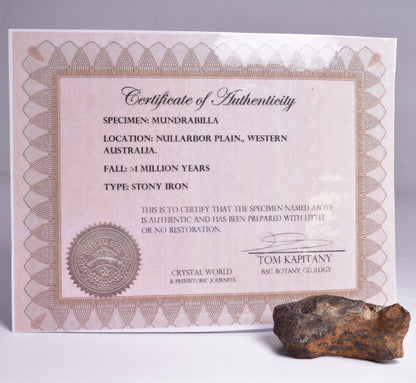 Certificate of Authenticity
SPECIMEN: MUNDRABILLA
LOCATION: NULLARBOR PLAIN., WESTERN
AUSTRALIA.
FALL: >1 MILLION YEARS
TYPE: STONY IRON
THIS IS TO CERTIFY THAT THE SPECIMEN NAMED ABOVE
IS AUTHENTIC AND HAS BEEN PREPARED WITH LITTLE
OR NO RESTORATION.
TOM KAPITANY
BSC. BOTANY, GEOLOGY
CRYSTAL WORLD
& PREHISTORIC JOURNEYS